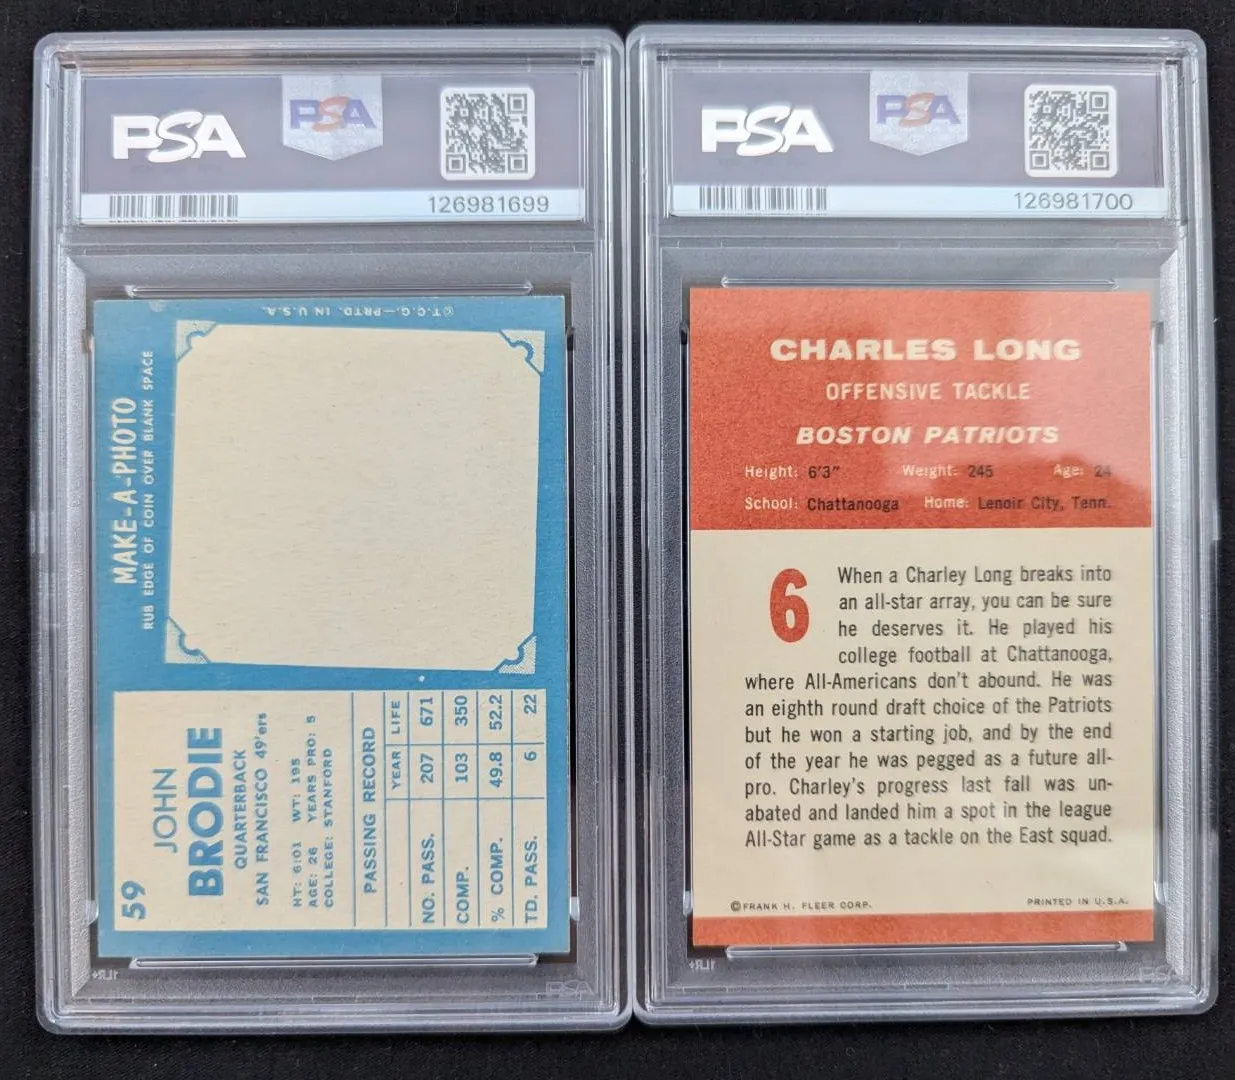 PSA
PSA
126981699
©T.C.G.—PRTD. IN U.S.A.
MAKE-A-PHOTO
RUB EDGE OF COIN OVER BLANK SPACE
59
JOHN
BRODIE
QUARTERBACK
SAN FRANCISCO 49'ers
HT: 6:01 WT: 195
AGE: 26 YEARS PRO: 5
COLLEGE: STANFORD
PASSING RECORD
YEAR LIFE
NO. PASS. 207 671
COMP. 103 350
% COMP. 49.8 52.2
TD. PASS. 6 22
1LR+
PSA
PSA
PSA
126981700
CHARLES LONG
OFFENSIVE TACKLE
BOSTON PATRIOTS
Height: 6'3" Weight: 245 Age: 24
School: Chattanooga Home: Lenoir City, Tenn.
6
When a Charley Long breaks into
an all-star array, you can be sure
he deserves it. He played his
college football at Chattanooga,
where All-Americans don't abound. He was
an eighth round draft choice of the Patriots
but he won a starting job, and by the end
of the year he was pegged as a future all-
pro. Charley's progress last fall was un-
abated and landed him a spot in the league
All-Star game as a tackle on the East squad.
©FRANK H. FLEER CORP.
PRINTED IN U.S.A.
1LR+
PSA